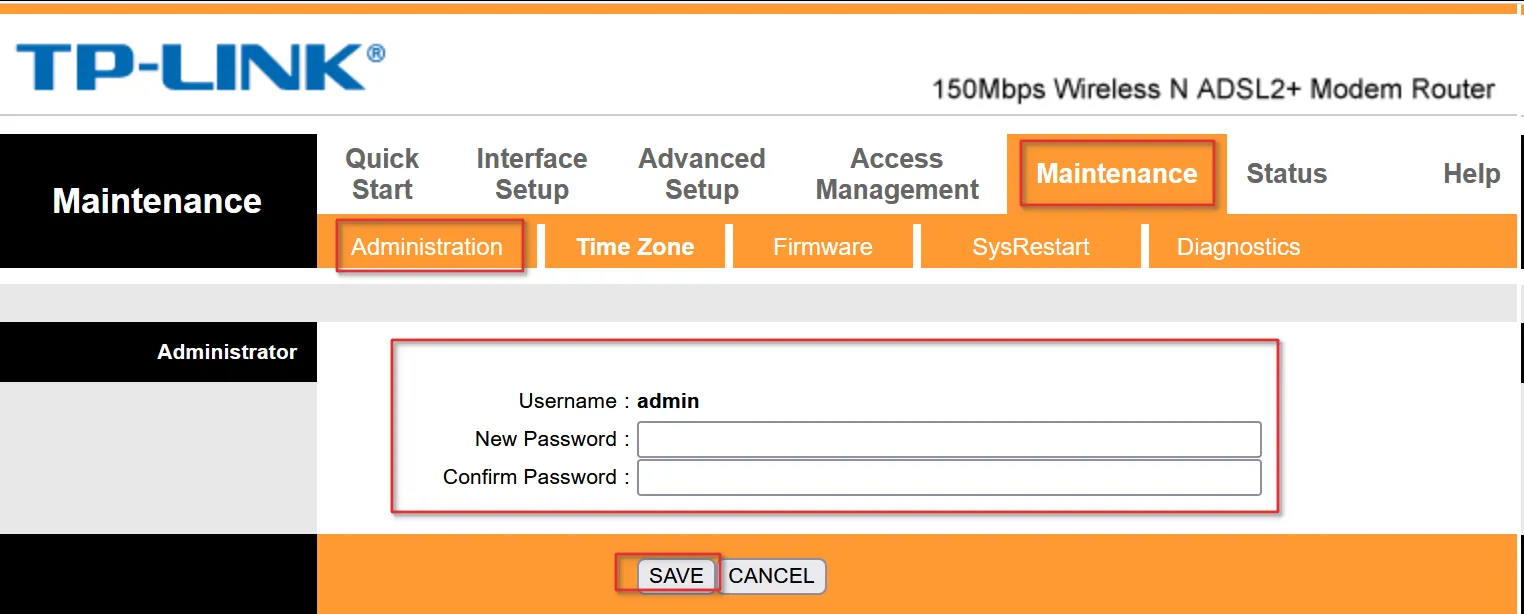 TP-LINK®
150Mbps Wireless N ADSL2+ Modem Router
Maintenance
Quick Start
Interface Setup
Advanced Setup
Access Management
Maintenance
Status
Help
Administration
Time Zone
Firmware
SysRestart
Diagnostics
Administrator
Username : admin
New Password :
Confirm Password :
SAVE CANCEL